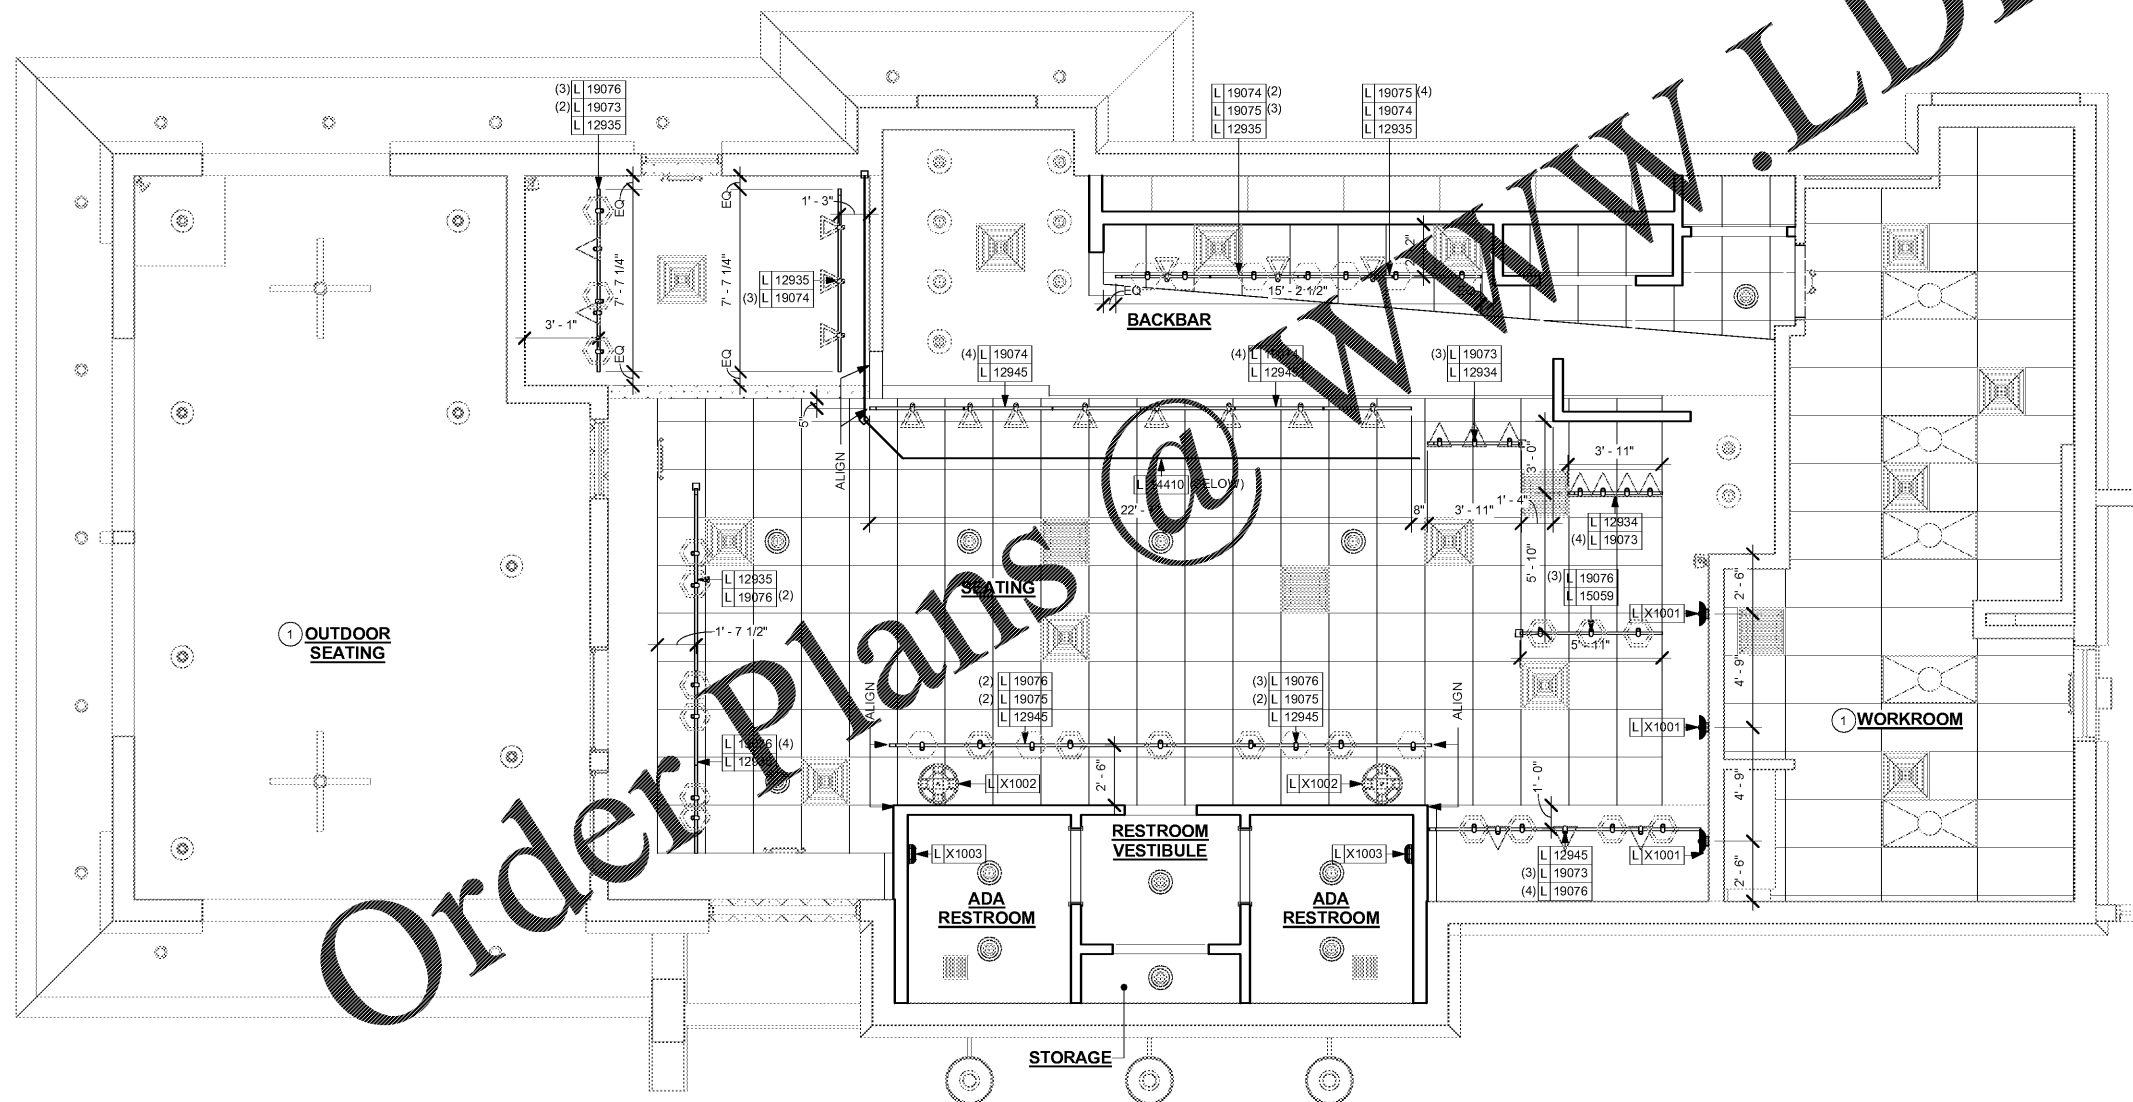 (3) L 19076
(2) L 19073
L 12935
L 19074 (2)
L 19075 (3)
L 12935
L 19075 (4)
L 19074
L 12935
EQ
EQ
1' - 3"
7' - 7 1/4"
7' - 7 1/4"
L 12935
(3) L 19074
3' - 1"
EQ
EQ
EQ
15' - 2 1/2"
EQ
BACKBAR
(4) L 19074
L 12945
(4) L
(3) L 19073
L 12934
5"
ALIGN
3' - 0"
3' - 11"
22' -
8"
3' - 11"
1' - 4"
L 12934
(4) L 19073
5' - 10"
L 12935
L 19076 (2)
SEATING
(3) L 19076
L 15059
L X1001
2' - 6"
1' - 7 1/2"
5' - 11"
1 OUTDOOR
SEATING
ALIGN
(2) L 19076
(2) L 19075
L 12945
(3) L 19076
(2) L 19075
L 12945
ALIGN
4' - 9"
L X1001
1 WORKROOM
(4)
L X1002
2' - 6"
L X1002
1' - 0"
4' - 9"
RESTROOM
VESTIBULE
L X1003
L X1003
L 12945
(3) L 19073
(4) L 19076
L X1001
2' - 6"
ADA
RESTROOM
ADA
RESTROOM
STORAGE
Order Plans @ WWW.LD